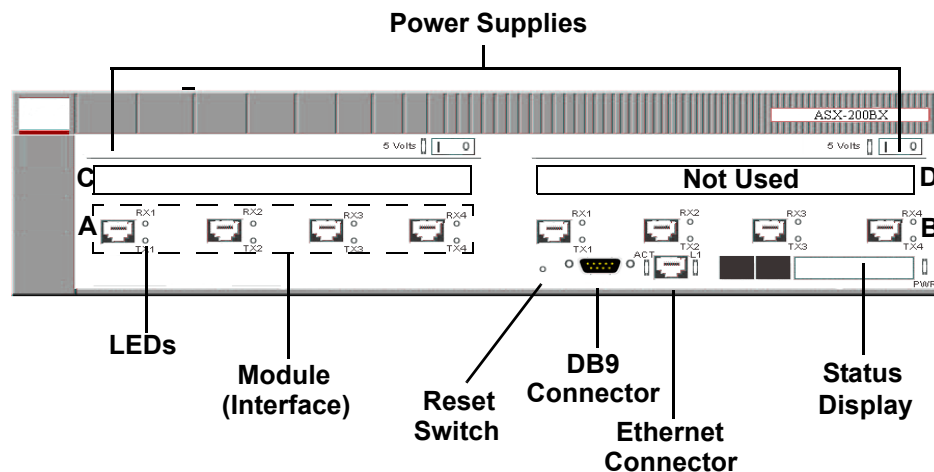 Power Supplies
ASX-200BX
5 Volts | 0
5 Volts | 0
C
Not Used
D
A
RX1
RX2
RX3
RX4
RX1
RX2
RX3
RX4
B
TX1
TX2
TX3
TX4
TX1
TX2
TX3
TX4
ACT
L1
PWR
LEDs
Module
(Interface)
Reset
Switch
DB9
Connector
Ethernet
Connector
Status
Display